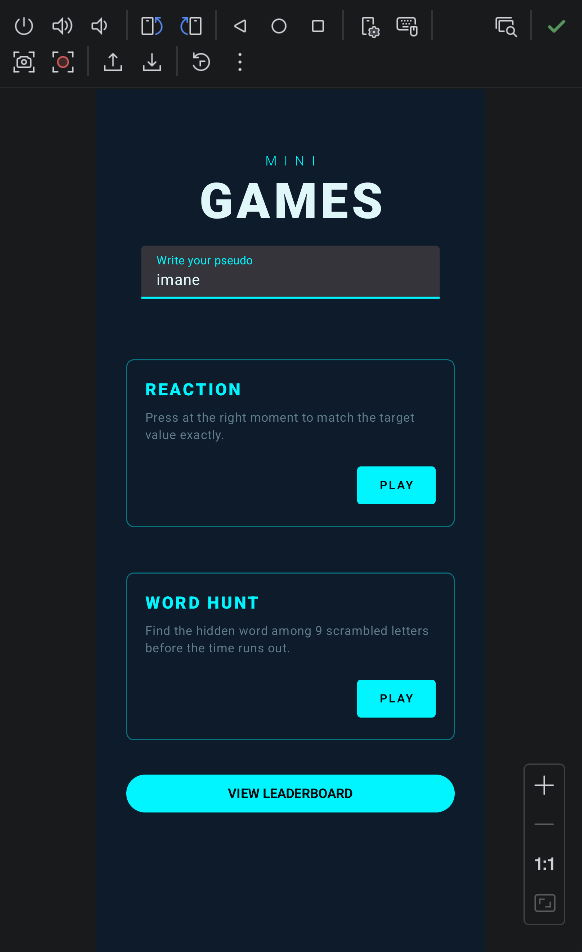 MINI
GAMES
Write your pseudo
imane
REACTION
Press at the right moment to match the target
value exactly.
PLAY
WORD HUNT
Find the hidden word among 9 scrambled letters
before the time runs out.
PLAY
VIEW LEADERBOARD
1:1